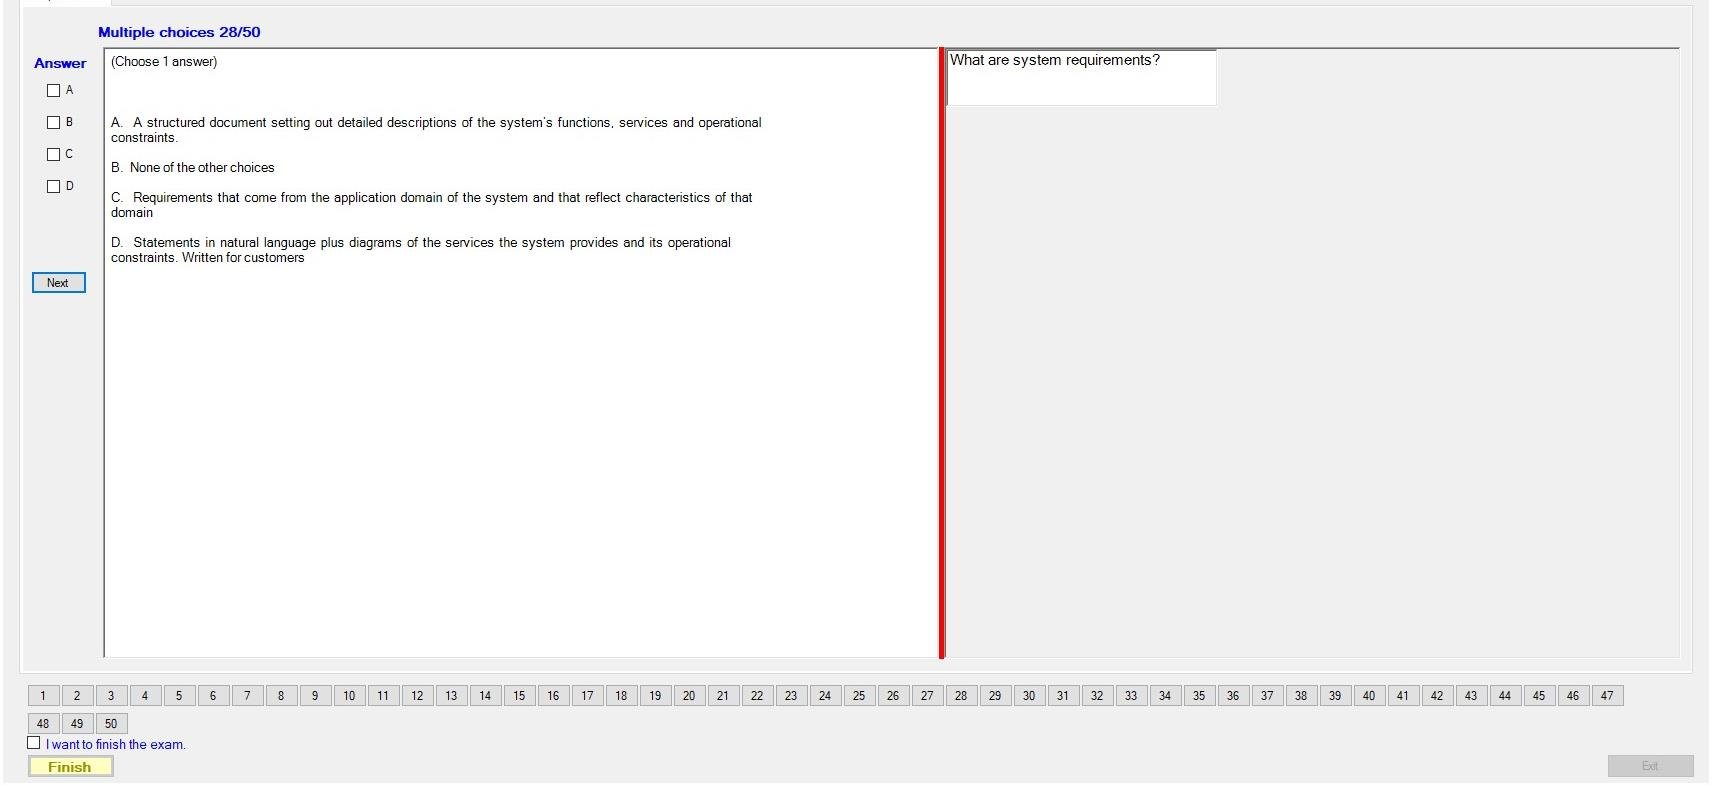 Multiple choices 28/50
Answer
A
B
C
D
Next
(Choose 1 answer)
A. A structured document setting out detailed descriptions of the system's functions, services and operational
constraints.
B. None of the other choices
C. Requirements that come from the application domain of the system and that reflect characteristics of that
domain
D. Statements in natural language plus diagrams of the services the system provides and its operational
constraints. Written for customers
What are system requirements?
1 2 3 4 5 6 7 8 9 10 11 12 13 14 15 16 17 18 19 20 21 22 23 24 25 26 27 28 29 30 31 32 33 34 35 36 37 38 39 40 41 42 43 44 45 46 47
48 49 50
I want to finish the exam.
Finish
Exit